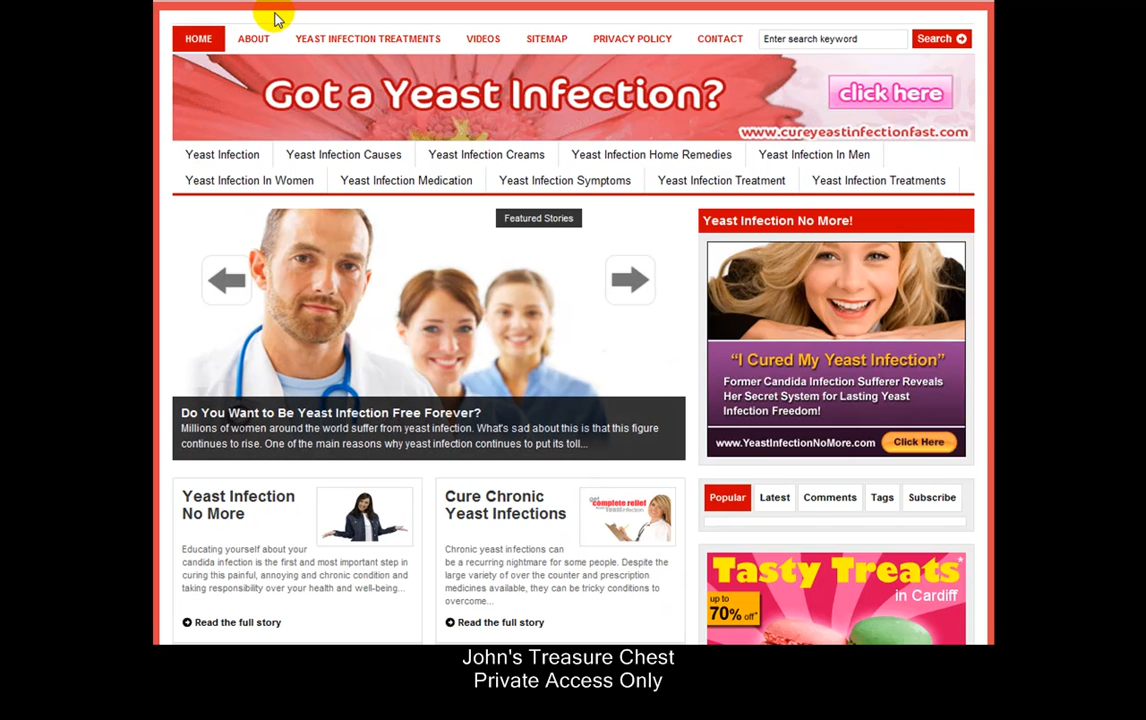 HOME ABOUT YEAST INFECTION TREATMENTS VIDEOS SITEMAP PRIVACY POLICY CONTACT Enter search keyword Search
Got a Yeast Infection? click here
www.cureyeastinfectionfast.com
Yeast Infection Yeast Infection Causes Yeast Infection Creams Yeast Infection Home Remedies Yeast Infection In Men
Yeast Infection In Women Yeast Infection Medication Yeast Infection Symptoms Yeast Infection Treatment Yeast Infection Treatments
Featured Stories
Do You Want to Be Yeast Infection Free Forever?
Millions of women around the world suffer from yeast infection. What's sad about this is that this figure
continues to rise. One of the main reasons why yeast infection continues to put its toll...
Yeast Infection
No More
Educating yourself about your
candida infection is the first and most important step in
curing this painful, annoying and chronic condition and
taking responsibility over your health and well-being...
Read the full story
Cure Chronic
Yeast Infections
get
complete relief
Chronic yeast infections can
be a recurring nightmare for some people. Despite the
large variety of over the counter and prescription
medicines available, they can be tricky conditions to
overcome...
Read the full story
Yeast Infection No More!
“I Cured My Yeast Infection”
Former Candida Infection Sufferer Reveals
Her Secret System for Lasting Yeast
Infection Freedom!
www.YeastInfectionNoMore.com Click Here
Popular Latest Comments Tags Subscribe
Tasty Treats*
in Cardiff
up to
70% off*
John's Treasure Chest
Private Access Only